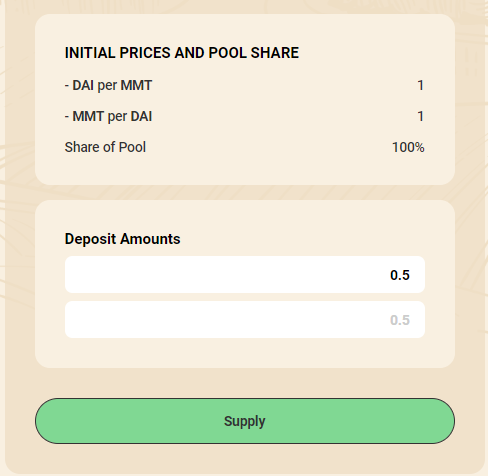 INITIAL PRICES AND POOL SHARE
- DAI per MMT 1
- MMT per DAI 1
Share of Pool 100%
Deposit Amounts
0.5
0.5
Supply